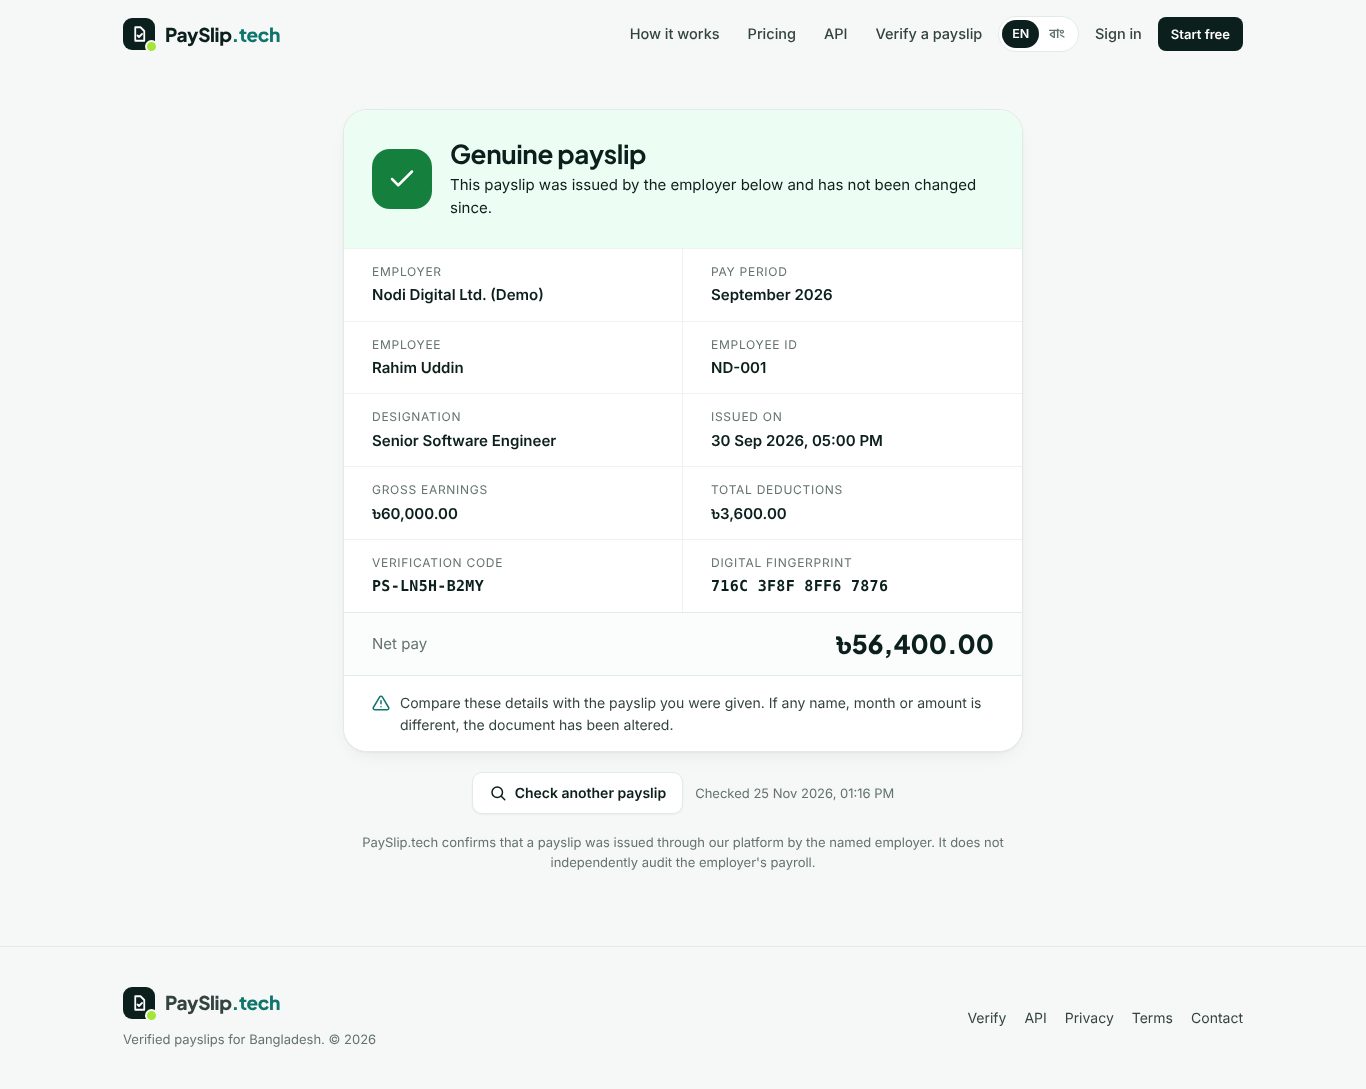 PaySlip.tech
How it works Pricing API Verify a payslip EN বাং Sign in Start free
Genuine payslip
This payslip was issued by the employer below and has not been changed
since.
EMPLOYER
Nodi Digital Ltd. (Demo)
PAY PERIOD
September 2026
EMPLOYEE
Rahim Uddin
EMPLOYEE ID
ND-001
DESIGNATION
Senior Software Engineer
ISSUED ON
30 Sep 2026, 05:00 PM
GROSS EARNINGS
৳60,000.00
TOTAL DEDUCTIONS
৳3,600.00
VERIFICATION CODE
PS-LN5H-B2MY
DIGITAL FINGERPRINT
716C 3F8F 8FF6 7876
Net pay ৳56,400.00
Compare these details with the payslip you were given. If any name, month or amount is
different, the document has been altered.
Check another payslip Checked 25 Nov 2026, 01:16 PM
PaySlip.tech confirms that a payslip was issued through our platform by the named employer. It does not
independently audit the employer's payroll.
PaySlip.tech
Verified payslips for Bangladesh. © 2026
Verify API Privacy Terms Contact